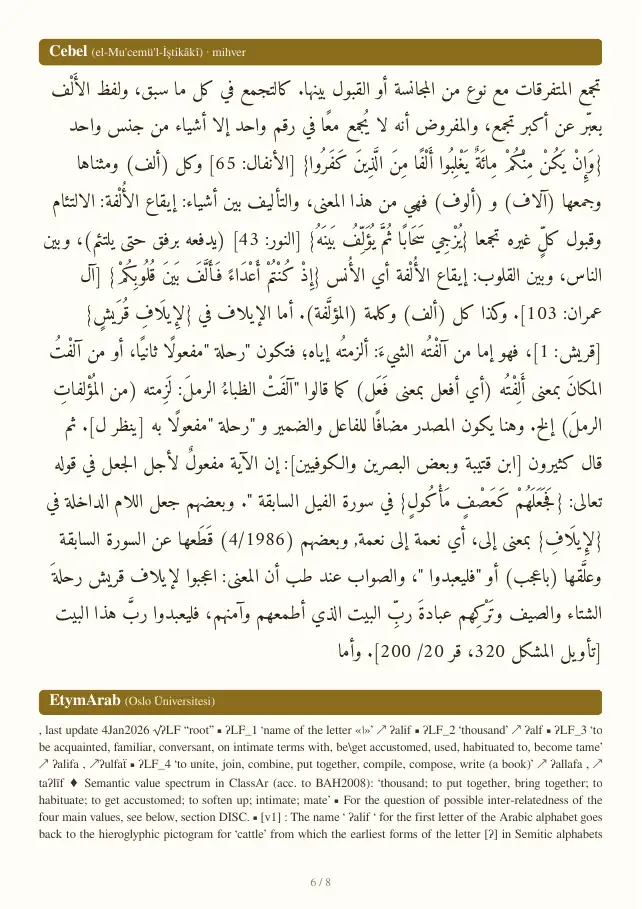 Cebel (el-Mu'cemü'l-İştikâkî) · mihver
تجمع المتفرقات مع نوع من المجانسة أو القبول بينها. كالتجمع في كل ما سبق، ولفظ الأَلْف
يعبّر عن أكبر تجمع، والمفروض أنه لا يُجمع معًا في رقم واحد إلا أشياء من جنس واحد
{وَإِنْ يَكُنْ مِنْكُمْ مِائَةٌ يَغْلِبُوا أَلْفًا مِنَ الَّذِينَ كَفَرُوا} [الأنفال: 65] وكل (ألف) ومثناها
وجمعها (آلاف) و (ألوف) فهي من هذا المعنى، والتأليف بين أشياء: إيقاع الأُلْفة: الالتئام
وقبول كلٍّ غيره تجمعا {يُزْجِي سَحَابًا ثُمَّ يُؤَلِّفُ بَيْنَهُ} [النور: 43] (يدفعه برفق حتى يلتئم)، وبين
الناس، وبين القلوب: إيقاع الأُلْفة أي الأُنس {إِذْ كُنْتُمْ أَعْدَاءً فَأَلَّفَ بَيْنَ قُلُوبِكُمْ} [آل
عمران: 103]. وكذا كل (ألف) وكلمة (المؤلَّفة). أما الإيلاف في {لِإِيلَافِ قُرَيْشٍ}
[قريش: 1]، فهو إما من آلَفْتُه الشيءَ: ألزمتُه إياه؛ فتكون "رحلة "مفعولًا ثانيًا، أو من آلَفْتُ
المكانَ بمعنى أَلِفْتُه (أي أفعل بمعنى فَعَل) كما قالوا "آلَفَتْ الظباءُ الرملَ: لَزِمته (من المُؤْلفاتِ
الرملَ) إلخ. وهنا يكون المصدر مضافًا للفاعل والضمير و "رحلة "مفعولًا به [ينظر ل]. ثم
قال كثيرون [ابن قتيبة وبعض البصرين والكوفيين]: إن الآية مفعولٌ لأجل الجعل في قوله
تعالى: {فَجَعَلَهُمْ كَعَصْفٍ مَأْكُولٍ} في سورة الفيل السابقة ". وبعضهم جعل اللام الداخلة في
{لِإِيلَافِ} بمعنى إلى، أي نعمة إلى نعمة, وبعضهم (4/1986) قَطَعها عن السورة السابقة
وعلَّقها (باعجب) أو "فليعبدوا "، والصواب عند طب أن المعنى: اعجبوا لإيلاف قريش رحلةَ
الشتاء والصيف وتَرْكِهم عبادةَ ربِّ البيت الذي أطمعهم وآمنهم، فليعبدوا ربَّ هذا البيت
[تأويل المشكل 320، قر 20/ 200]. وأما
EtymArab (Oslo Üniversitesi)
, last update 4Jan2026 √ʔLF “root” ▪ ʔLF_1 ‘name of the letter «ا»’ ↗ ʔalif ▪ ʔLF_2 ‘thousand’ ↗ ʔalf ▪ ʔLF_3 ‘to
be acquainted, familiar, conversant, on intimate terms with, be\get accustomed, used, habituated to, become tame’
↗ ʔalifa , ↗ʔulfaẗ ▪ ʔLF_4 ‘to unite, join, combine, put together, compile, compose, write (a book)’ ↗ ʔallafa , ↗
taʔlīf ♦ Semantic value spectrum in ClassAr (acc. to BAH2008): ‘thousand; to put together, bring together; to
habituate; to get accustomed; to soften up; intimate; mate’ ▪ For the question of possible inter-relatedness of the
four main values, see below, section DISC. ▪ [v1] : The name ‘ ʔalif ‘ for the first letter of the Arabic alphabet goes
back to the hieroglyphic pictogram for ‘cattle’ from which the earliest forms of the letter [ʔ] in Semitic alphabets
6 / 8